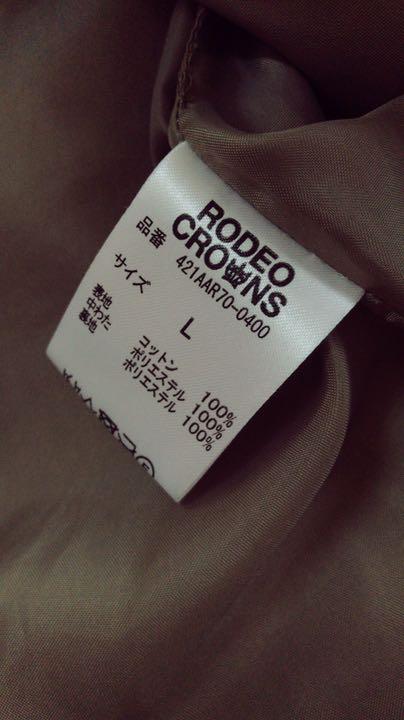 RODEO
CROWNS
品番 421AAR70-0400
サイズ L
表地 コットン 100%
中わた ポリエステル 100%
裏地 ポリエステル 100%